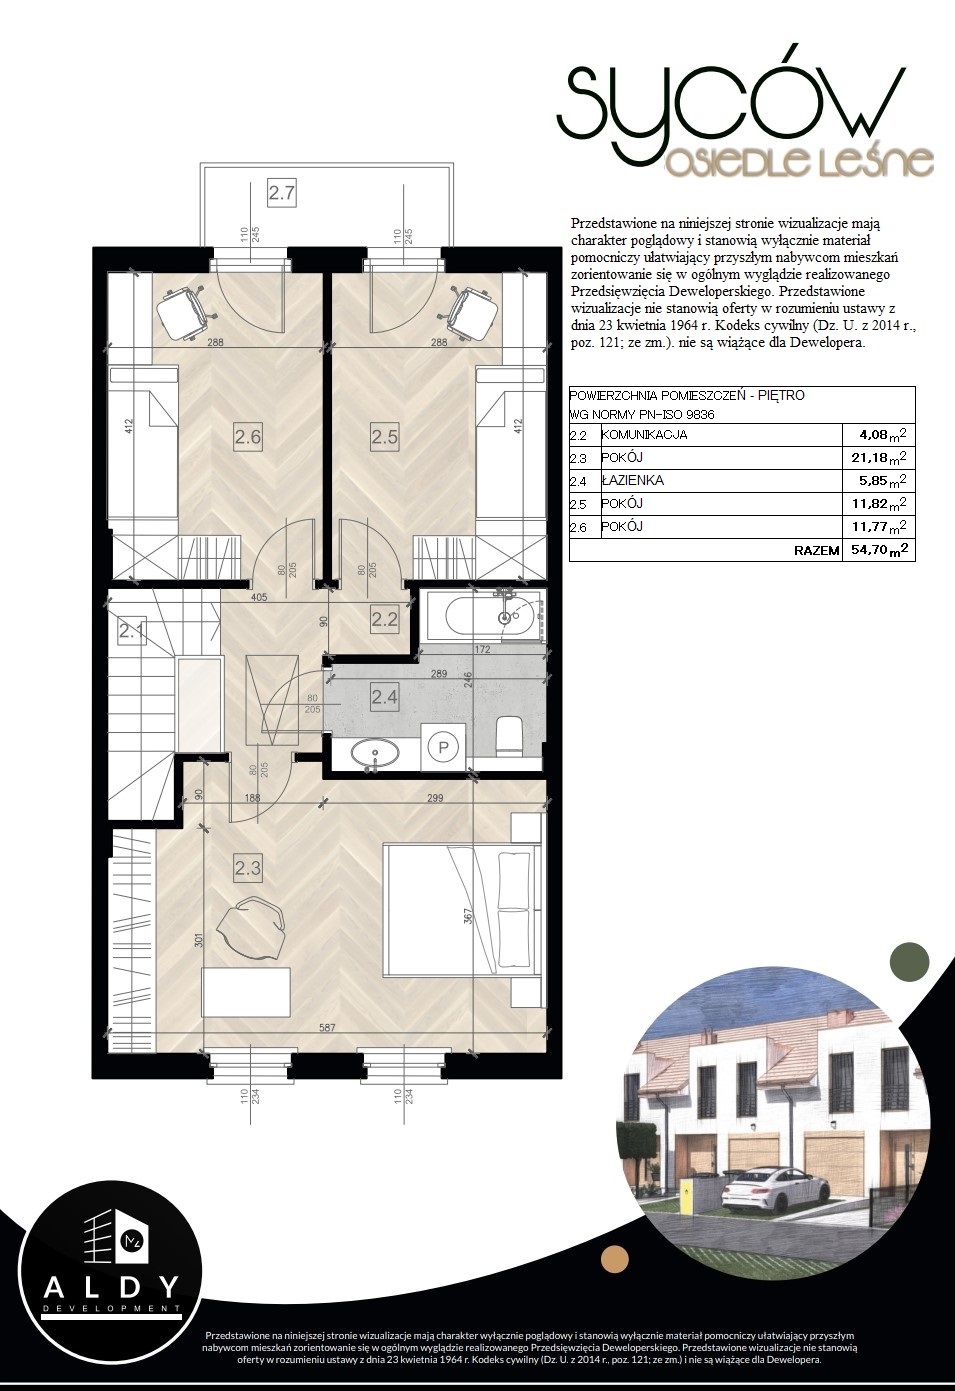 SYCÓW
OSIEDLE LEŚNE
Przedstawione na niniejszej stronie wizualizacje mają
charakter poglądowy i stanowią wyłącznie materiał
pomocniczy ułatwiający przyszłym nabywcom mieszkań
zorientowanie się w ogólnym wyglądzie realizowanego
Przedsięwzięcia Deweloperskiego. Przedstawione
wizualizacje nie stanowią oferty w rozumieniu ustawy z
dnia 23 kwietnia 1964 r. Kodeks cywilny (Dz. U. z 2014 r.,
poz. 121; ze zm.). nie są wiążące dla Dewelopera.
POWIERZCHNIA POMIESZCZEŃ - PIĘTRO
WG NORMY PN-ISO 9836
2.2 KOMUNIKACJA 4,08 m2
2.3 POKÓJ 21,18 m2
2.4 ŁAZIENKA 5,85 m2
2.5 POKÓJ 11,82 m2
2.6 POKÓJ 11,77 m2
RAZEM 54,70 m2
2.7
110
245
110
245
288
288
412
412
2.6
2.5
80
205
80
205
405
2.1
90
2.2
172
289
246
2.4
80
205
P
80
205
90
188
299
2.3
301
367
587
110
234
110
234
ALDY
DEVELOPMENT
Przedstawione na niniejszej stronie wizualizacje mają charakter wyłącznie poglądowy i stanowią wyłącznie materiał pomocniczy ułatwiający przyszłym
nabywcom mieszkań zorientowanie się w ogólnym wyglądzie realizowanego Przedsięwzięcia Deweloperskiego. Przedstawione wizualizacje nie stanowią
oferty w rozumieniu ustawy z dnia 23 kwietnia 1964 r. Kodeks cywilny (Dz. U. z 2014 r., poz. 121; ze zm.) i nie są wiążące dla Dewelopera.